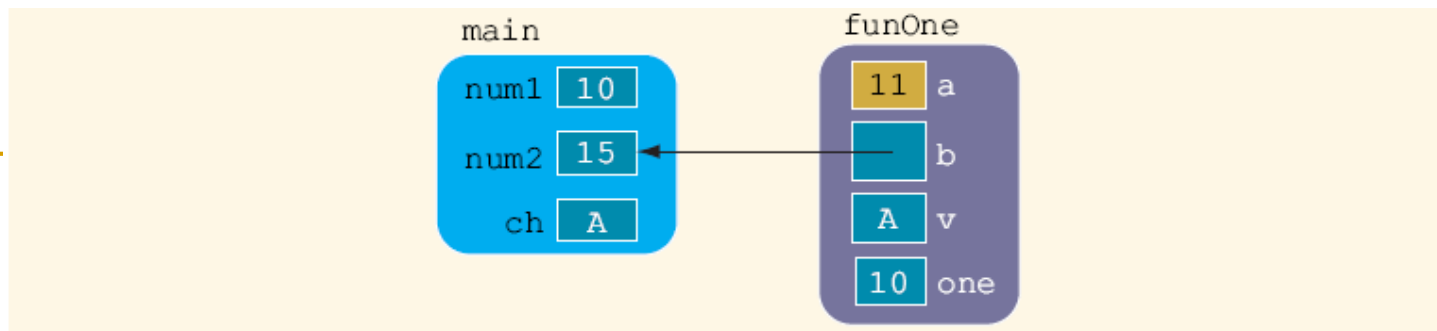 main
num1 10
num2 15
ch A
funOne
11 a
b
A v
10 one